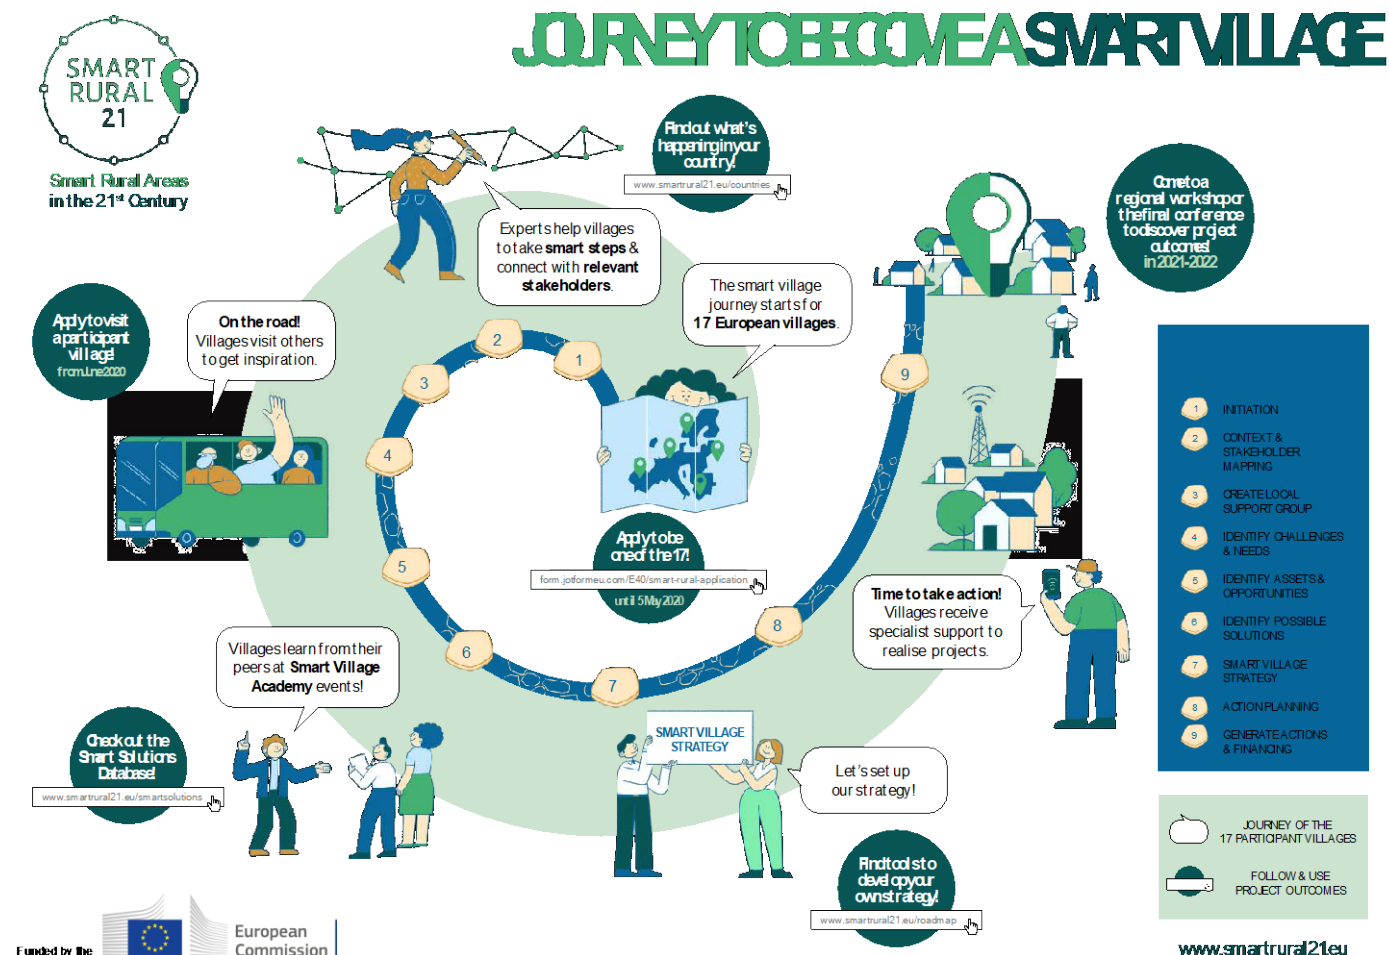 JOURNEY TO BECOME A SMART VILLAGE
SMART
RURAL
21
Smart Rural Areas
in the 21st Century
Find out what's
happening in your
country!
www.smartrural21.eu/countries
Come to a
regional workshop or
the final conference
to discover project
outcomes!
in 2021-2022
Experts help villages
to take smart steps &
connect with relevant
stakeholders.
The smart village
journey starts for
17 European villages.
Apply to visit
a participant
village!
from June 2020
On the road!
Villages visit others
to get inspiration.
1
2
3
4
5
6
7
8
9
Apply to be
one of the 17!
form.jotformeu.com/E40/smart-rural-application
until 5 May 2020
Time to take action!
Villages receive
specialist support to
realise projects.
Villages learn from their
peers at Smart Village
Academy events!
Check out the
Smart Solutions
Database!
www.smartrural21.eu/smartsolutions
SMART VILLAGE
STRATEGY
Let's set up
our strategy!
Find tools to
develop your
own strategy!
www.smartrural21.eu/roadmap
1 INITIATION
2 CONTEXT &
STAKEHOLDER
MAPPING
3 CREATE LOCAL
SUPPORT GROUP
4 IDENTIFY CHALLENGES
& NEEDS
5 IDENTIFY ASSETS &
OPPORTUNITIES
6 IDENTIFY POSSIBLE
SOLUTIONS
7 SMART VILLAGE
STRATEGY
8 ACTION PLANNING
9 GENERATE ACTIONS
& FINANCING
JOURNEY OF THE
17 PARTICIPANT VILLAGES
FOLLOW & USE
PROJECT OUTCOMES
www.smartrural21.eu
Funded by the
European
Commission